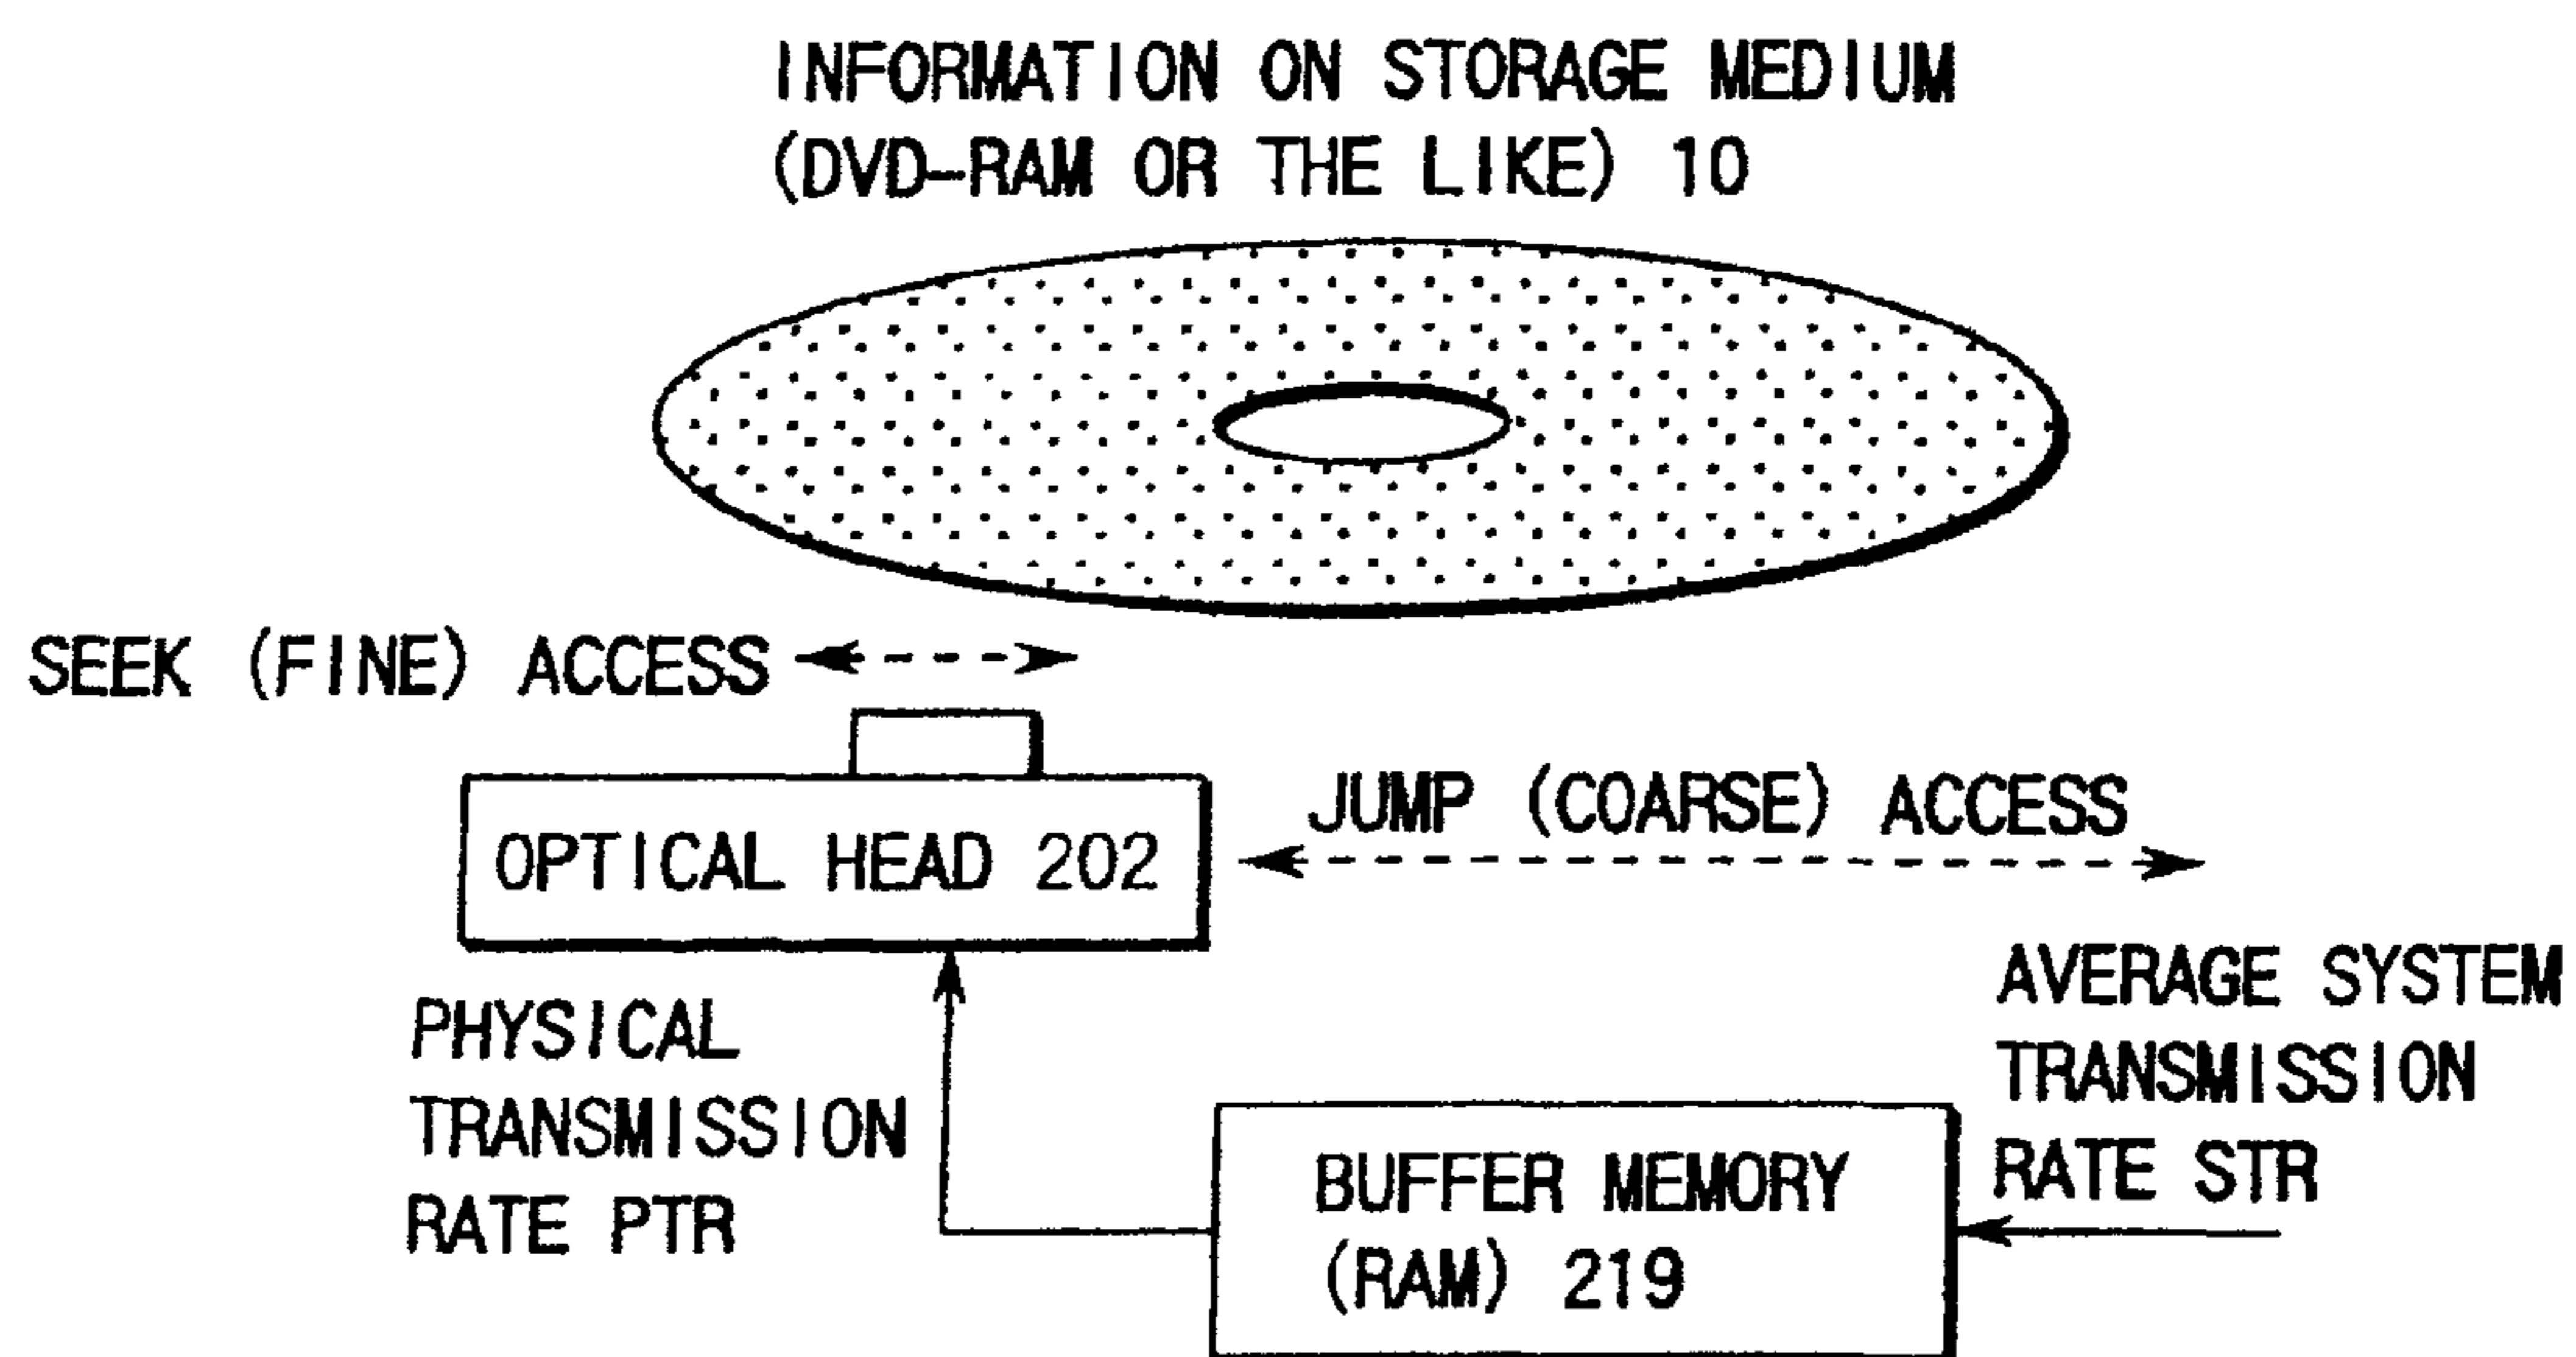 INFORMATION ON STORAGE MEDIUM
(DVD-RAM OR THE LIKE) 10
SEEK (FINE) ACCESS
OPTICAL HEAD 202
JUMP (COARSE) ACCESS
PHYSICAL
TRANSMISSION
RATE PTR
AVERAGE SYSTEM
TRANSMISSION
RATE STR
BUFFER MEMORY
(RAM) 219